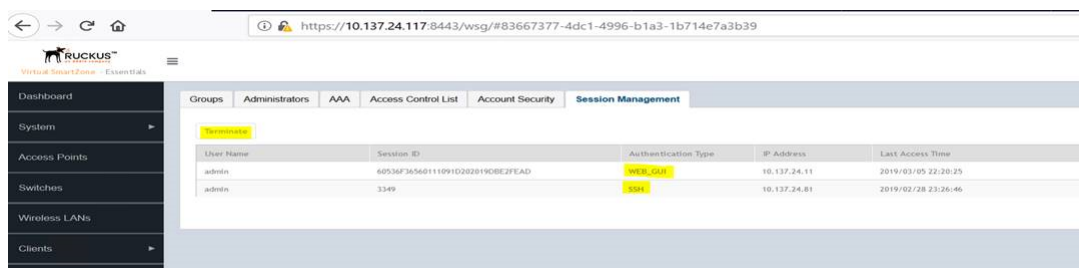 https://10.137.24.117:8443/wsg/#83667377-4dc1-4996-b1a3-1b714e7a3b39
RUCKUS™
Virtual SmartZone - Essentials
Dashboard
System
Access Points
Switches
Wireless LANs
Clients
Groups Administrators AAA Access Control List Account Security Session Management
Terminate
User Name Session ID Authentication Type IP Address Last Access Time
admin 60536F36560111091D202019DBE2FEAD WEB_GUI 10.137.24.11 2019/03/05 22:20:25
admin 3349 SSH 10.137.24.81 2019/02/28 23:26:46